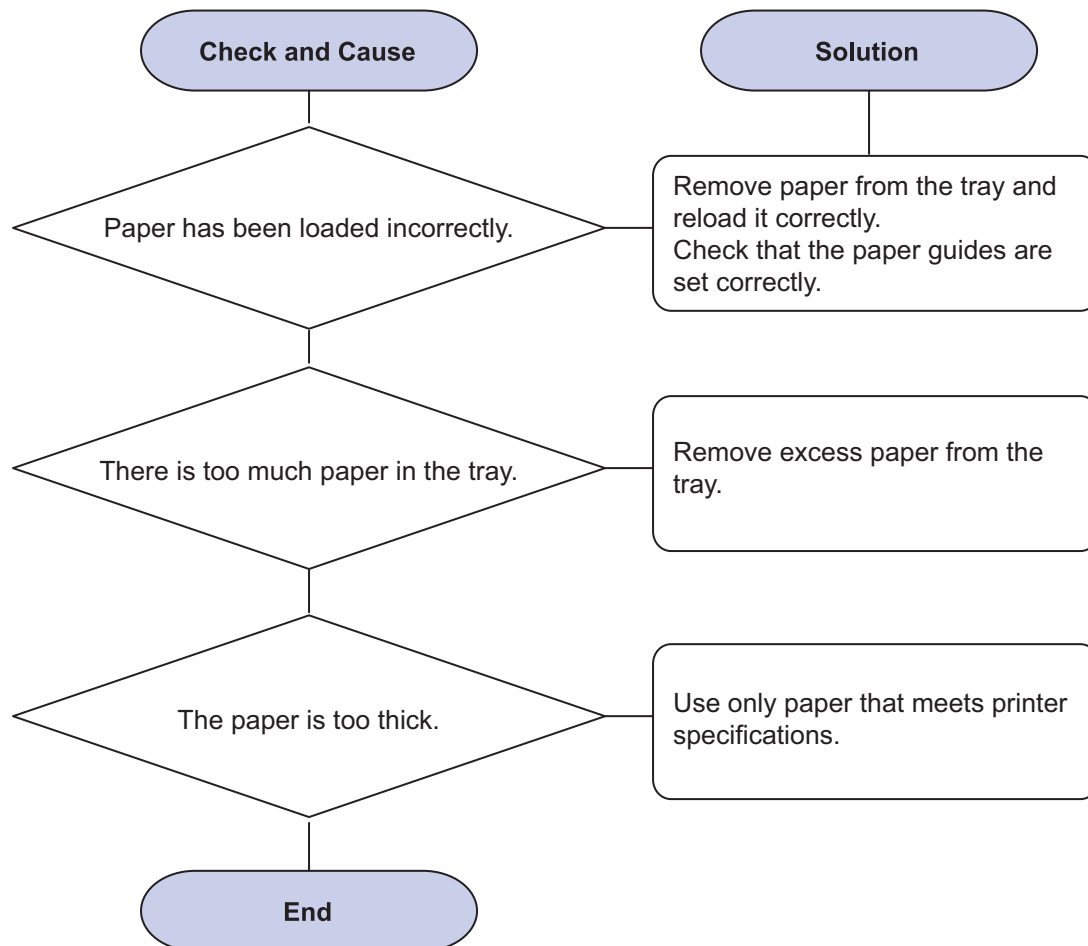 Check and Cause
Solution
Paper has been loaded incorrectly.
Remove paper from the tray and
reload it correctly.
Check that the paper guides are
set correctly.
There is too much paper in the tray.
Remove excess paper from the
tray.
The paper is too thick.
Use only paper that meets printer
specifications.
End